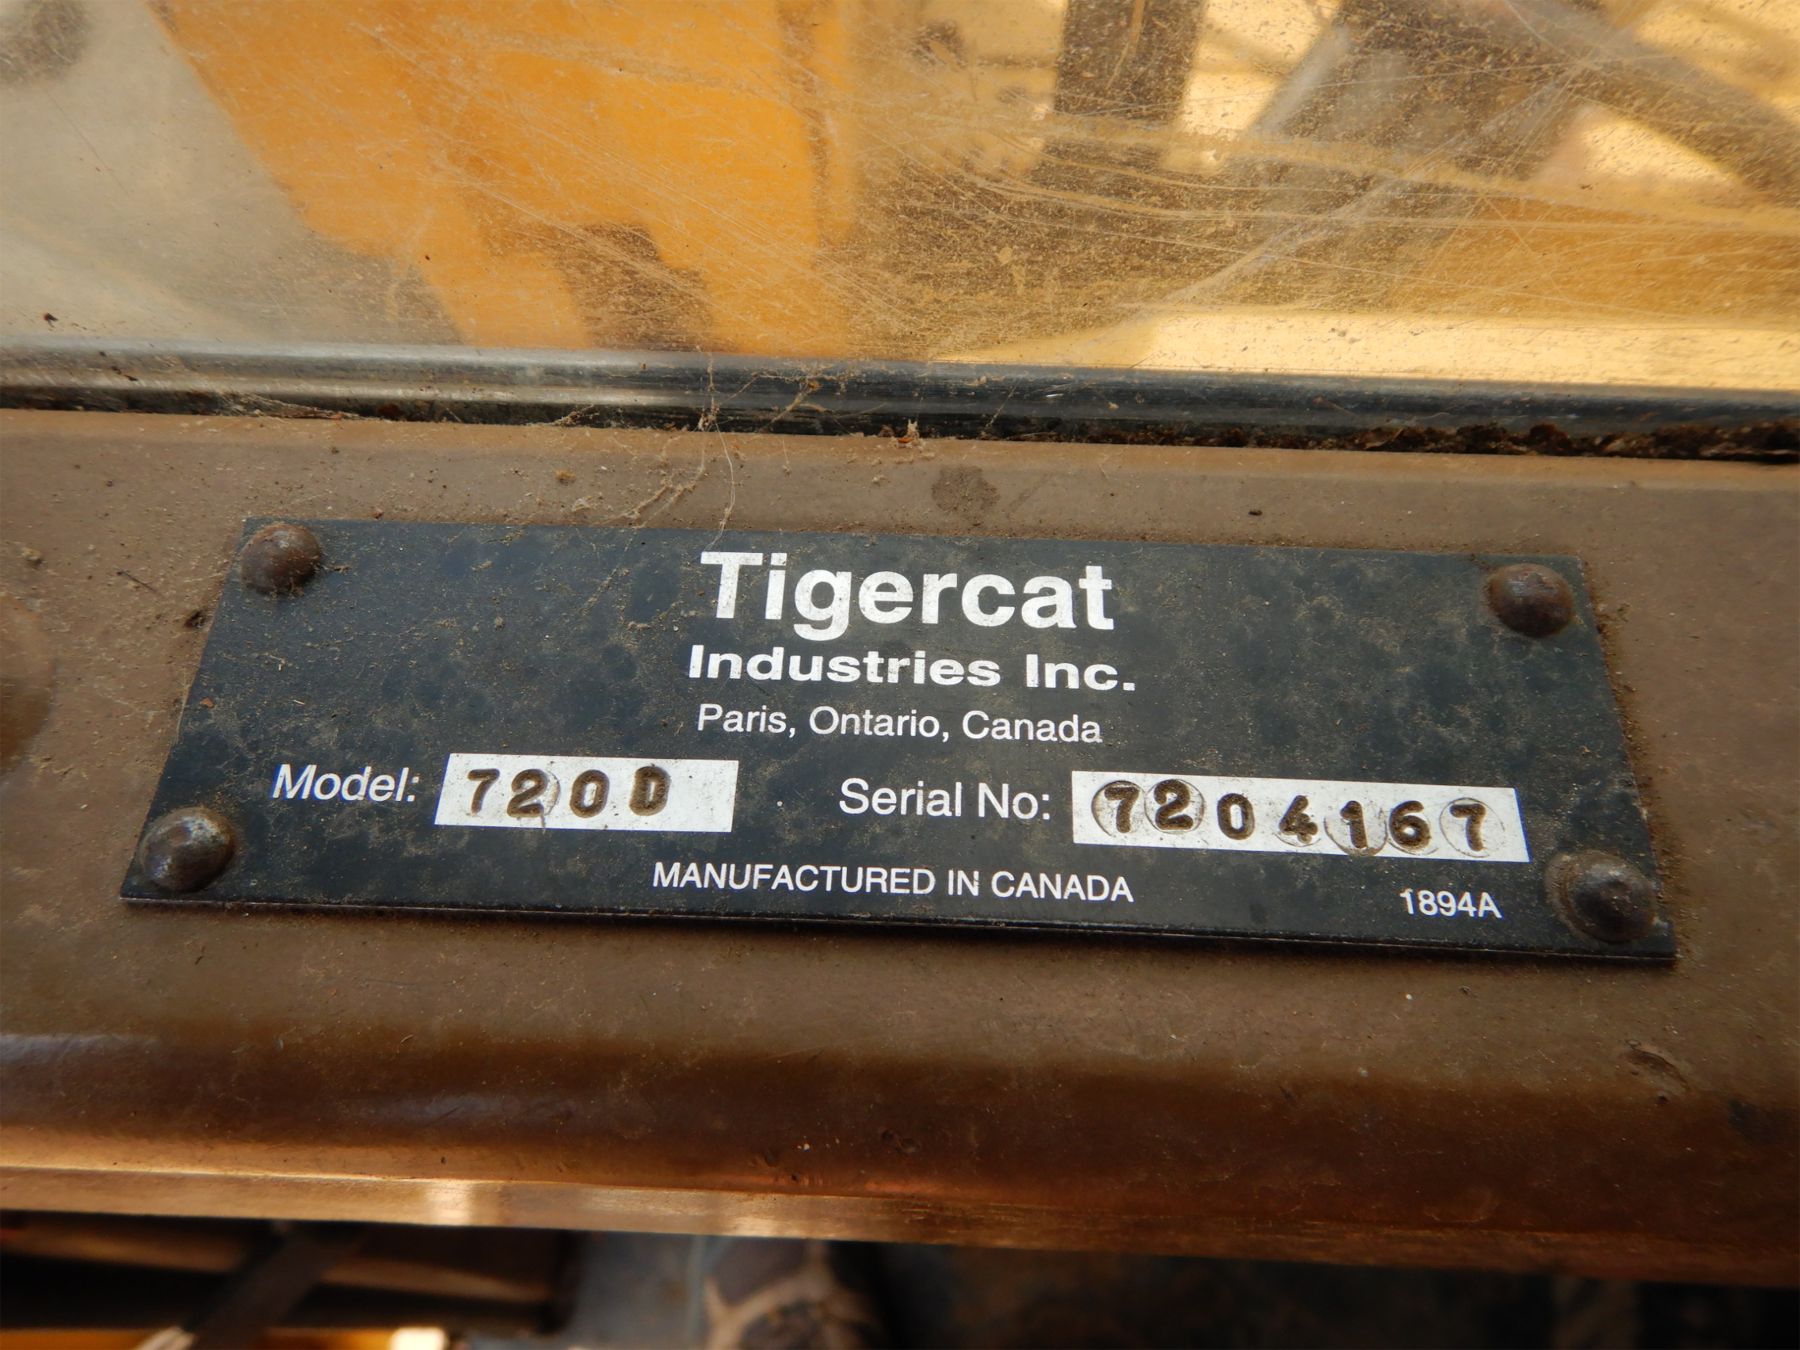 Tigercat
Industries Inc.
Paris, Ontario, Canada
Model: 720D Serial No: 7204167
MANUFACTURED IN CANADA
1894A